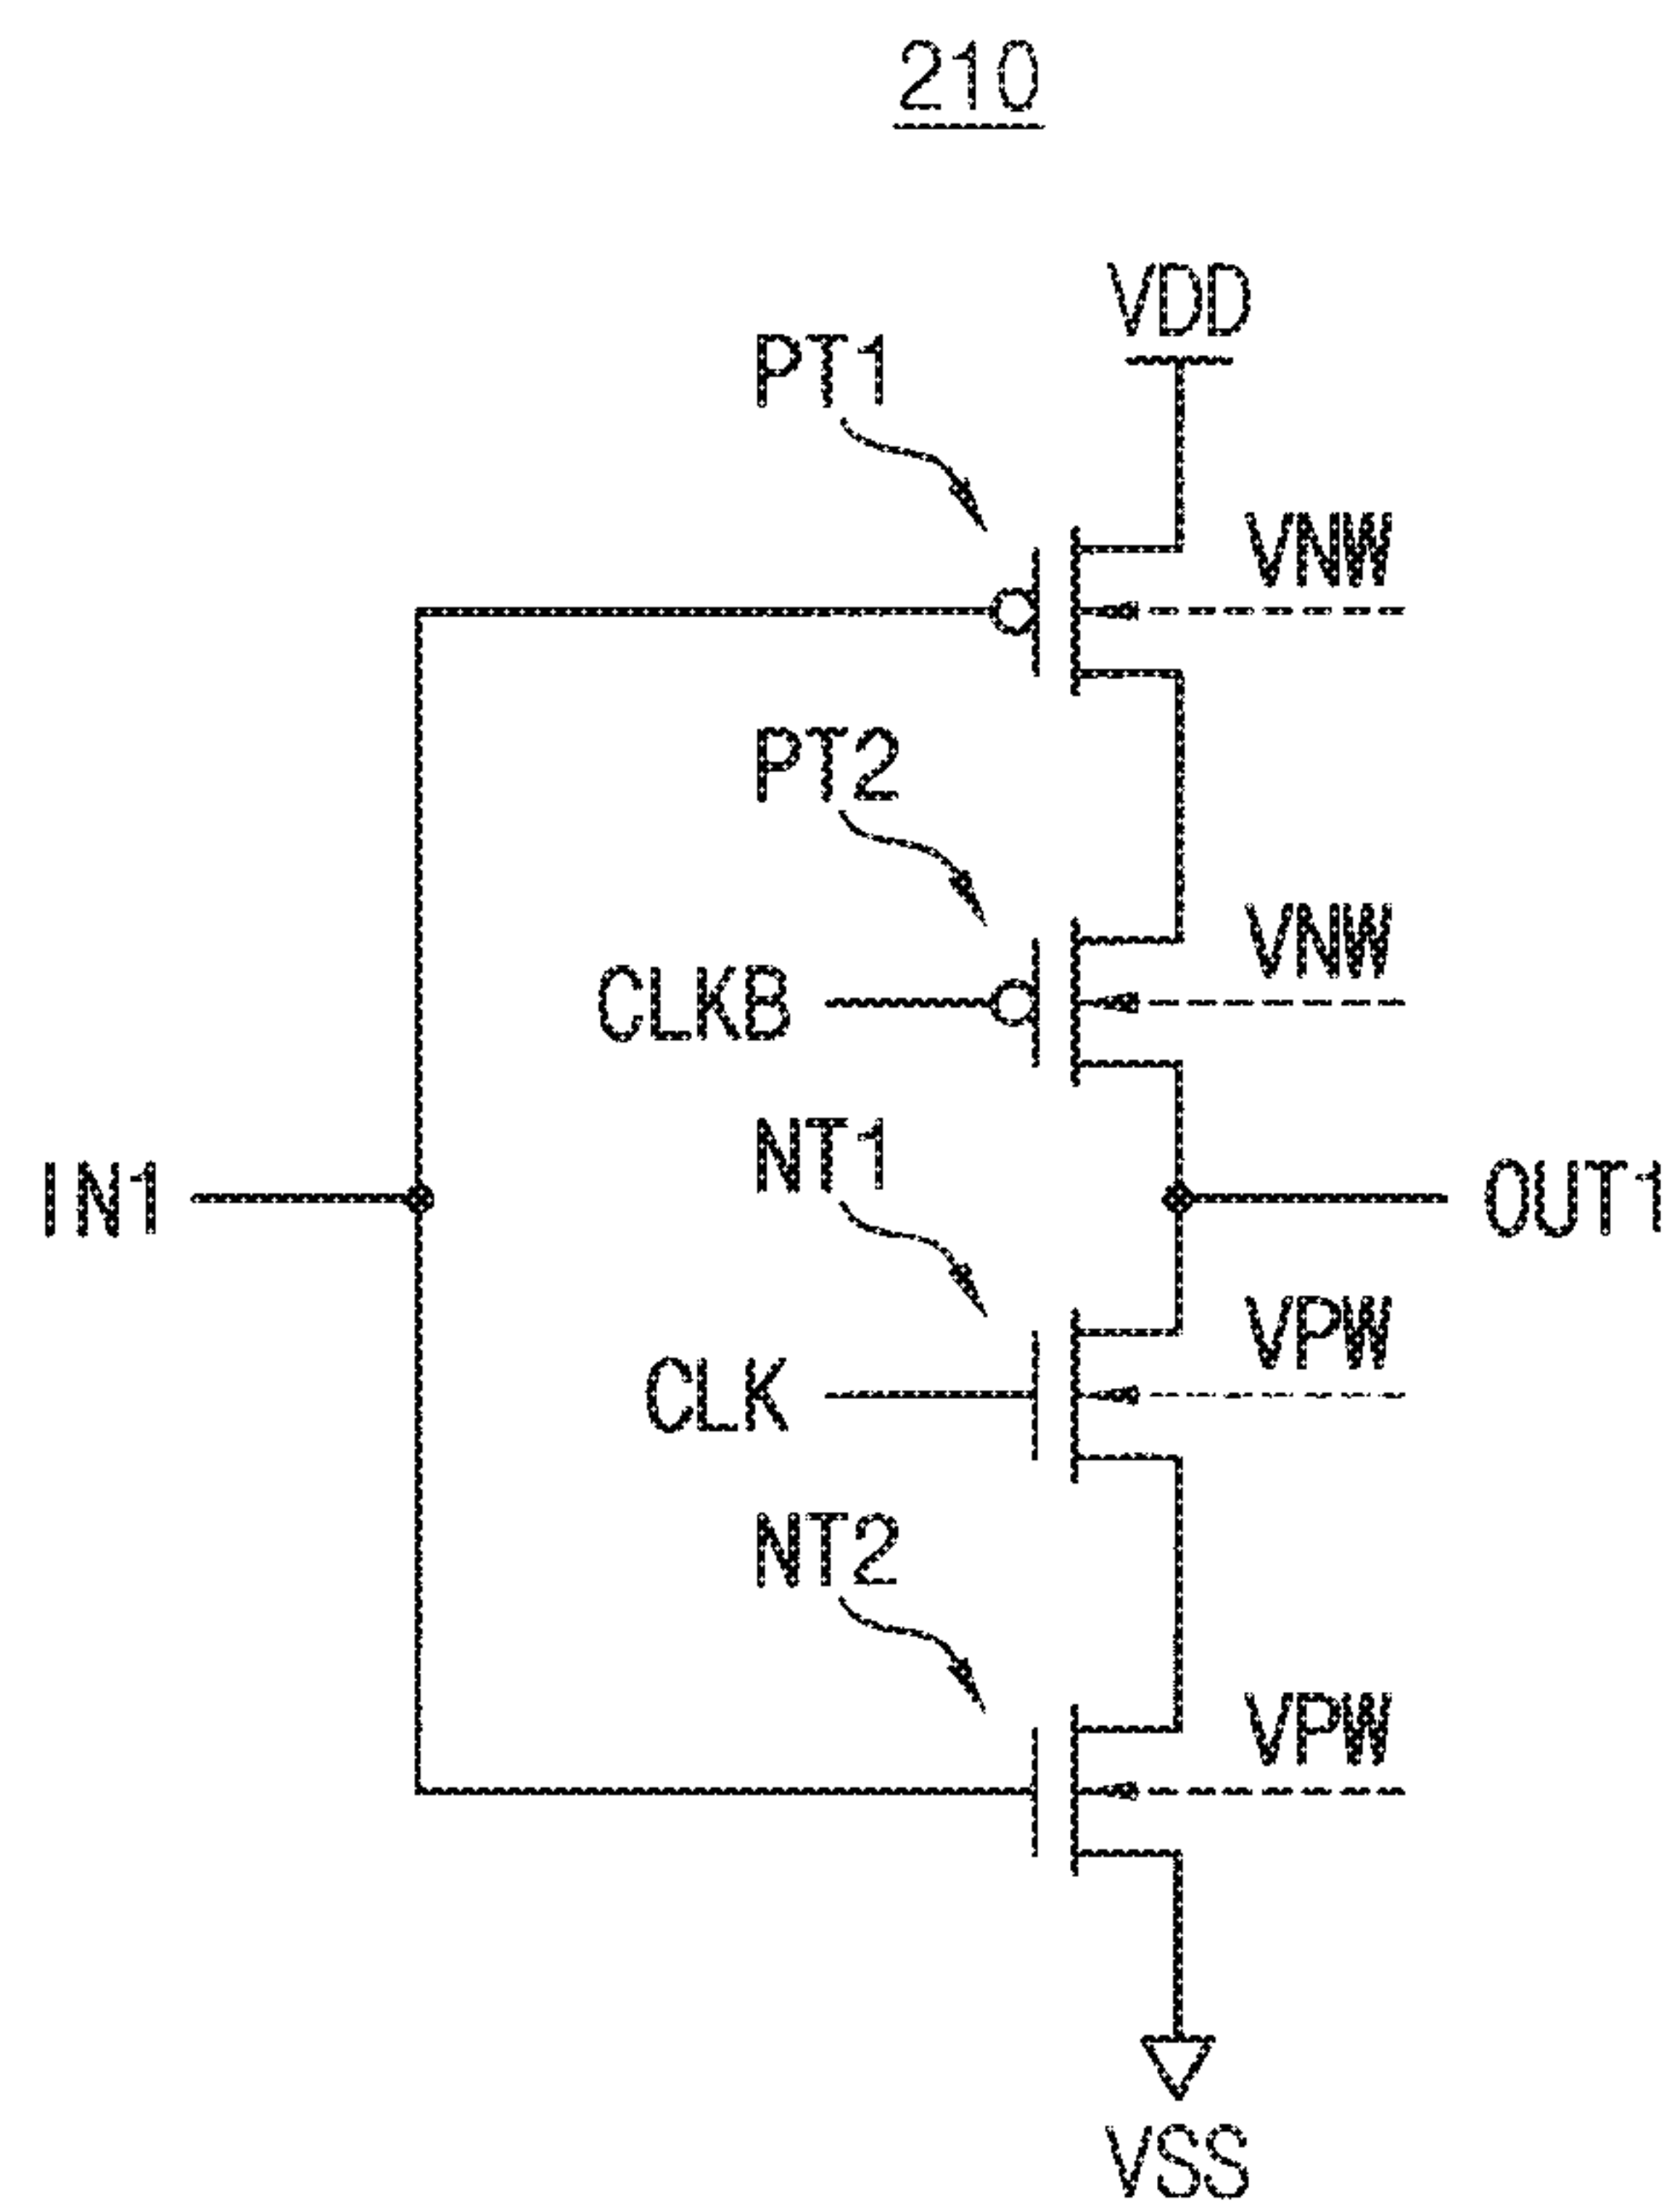 210
VDD
PT1
VNW
PT2
VNW
CLKB
NT1
IN1
OUT1
VPW
CLK
NT2
VPW
VSS